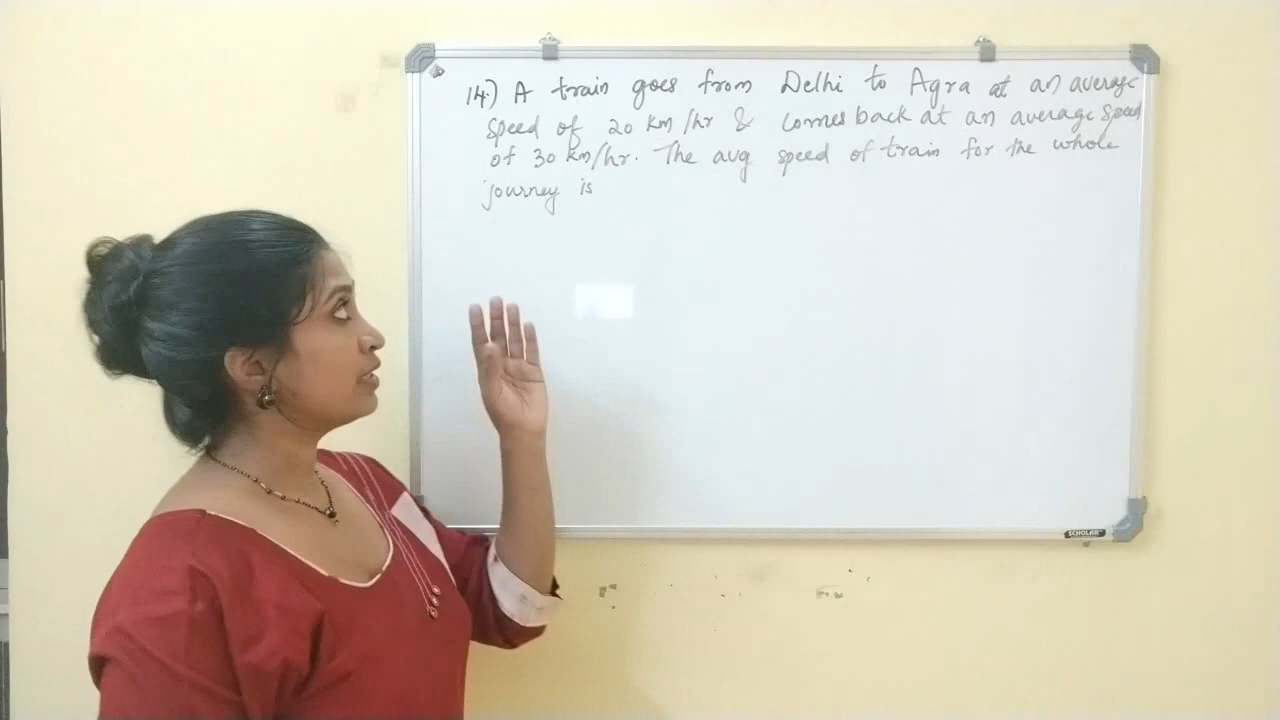 14.) A train goes from Delhi to Agra at an average
speed of 20 km/hr & comes back at an average speed
of 30 km/hr. The avg speed of train for the whole
journey is
SCHOLAR